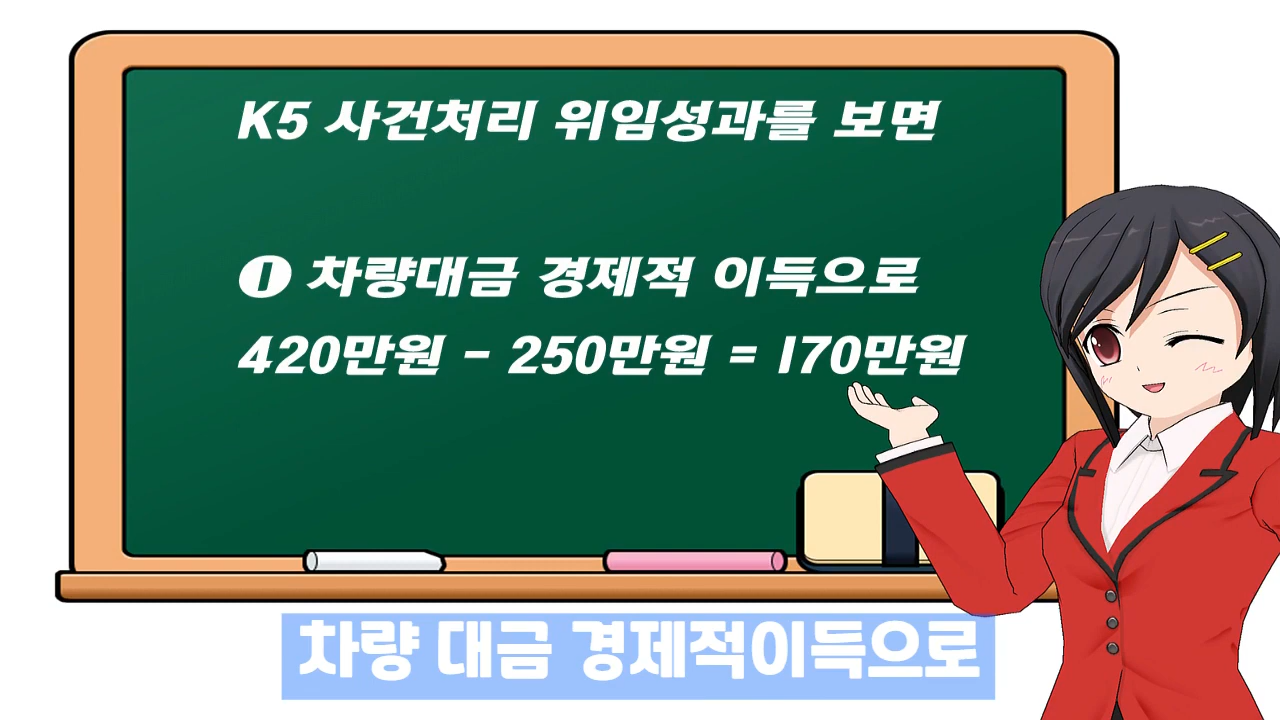 K5 사건처리 위임성과를 보면
❶ 차량대금 경제적 이득으로
420만원 - 250만원 = 170만원
차량 대금 경제적이득으로